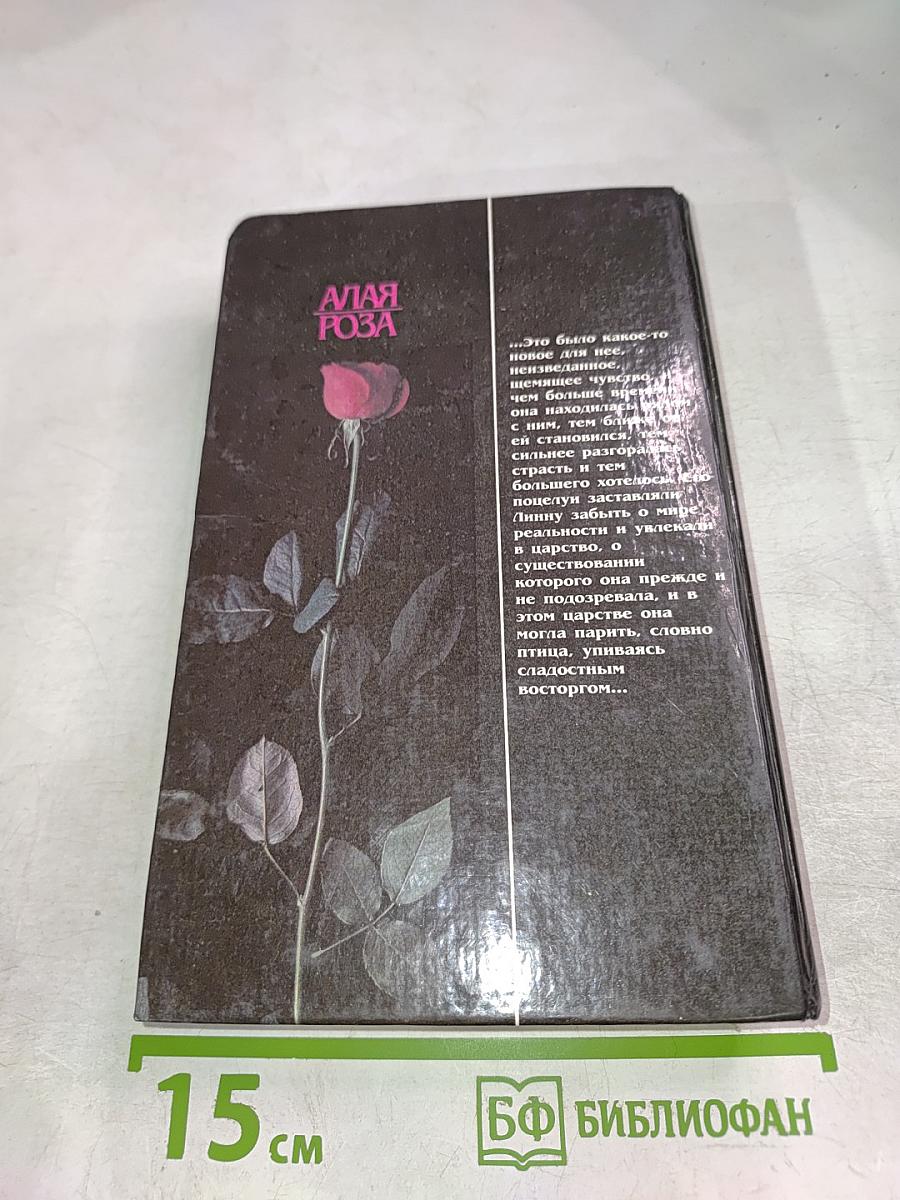 АЛАЯ
РОЗА
...Это было какое-то
новое для нее,
неизведанное,
щемящее чувство
чем больше
она находилась
с ним, тем
ей становился, тем
сильнее
страсть и тем
большего хотелось. Его
поцелуи заставляли
Линну забыть о мире
реальности и увлекали
в царство, о
существовании
которого она прежде и
не подозревала, и в
этом царстве она
могла парить, словно
птица, упиваясь
сладостным
восторгом...
15 см
БФ БИБЛИОФАН